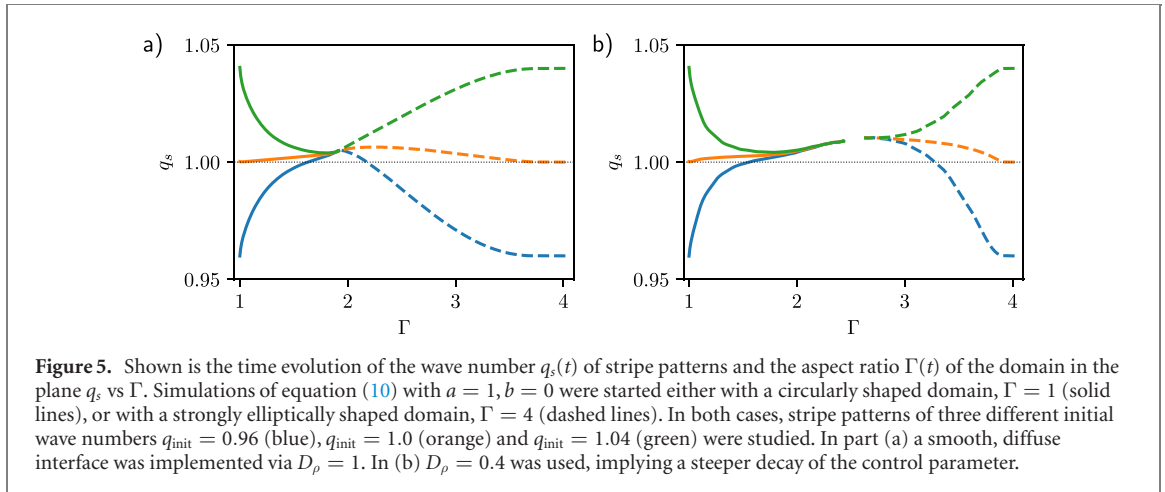 a)
1.05
1.00
0.95
q_s
1
2
3
4
Γ
b)
1.05
1.00
0.95
q_s
1
2
3
4
Γ
Figure 5. Shown is the time evolution of the wave number q_s(t) of stripe patterns and the aspect ratio Γ(t) of the domain in the
plane q_s vs Γ. Simulations of equation (10) with a = 1, b = 0 were started either with a circularly shaped domain, Γ = 1 (solid
lines), or with a strongly elliptically shaped domain, Γ = 4 (dashed lines). In both cases, stripe patterns of three different initial
wave numbers q_init = 0.96 (blue), q_init = 1.0 (orange) and q_init = 1.04 (green) were studied. In part (a) a smooth, diffuse
interface was implemented via D_ρ = 1. In (b) D_ρ = 0.4 was used, implying a steeper decay of the control parameter.